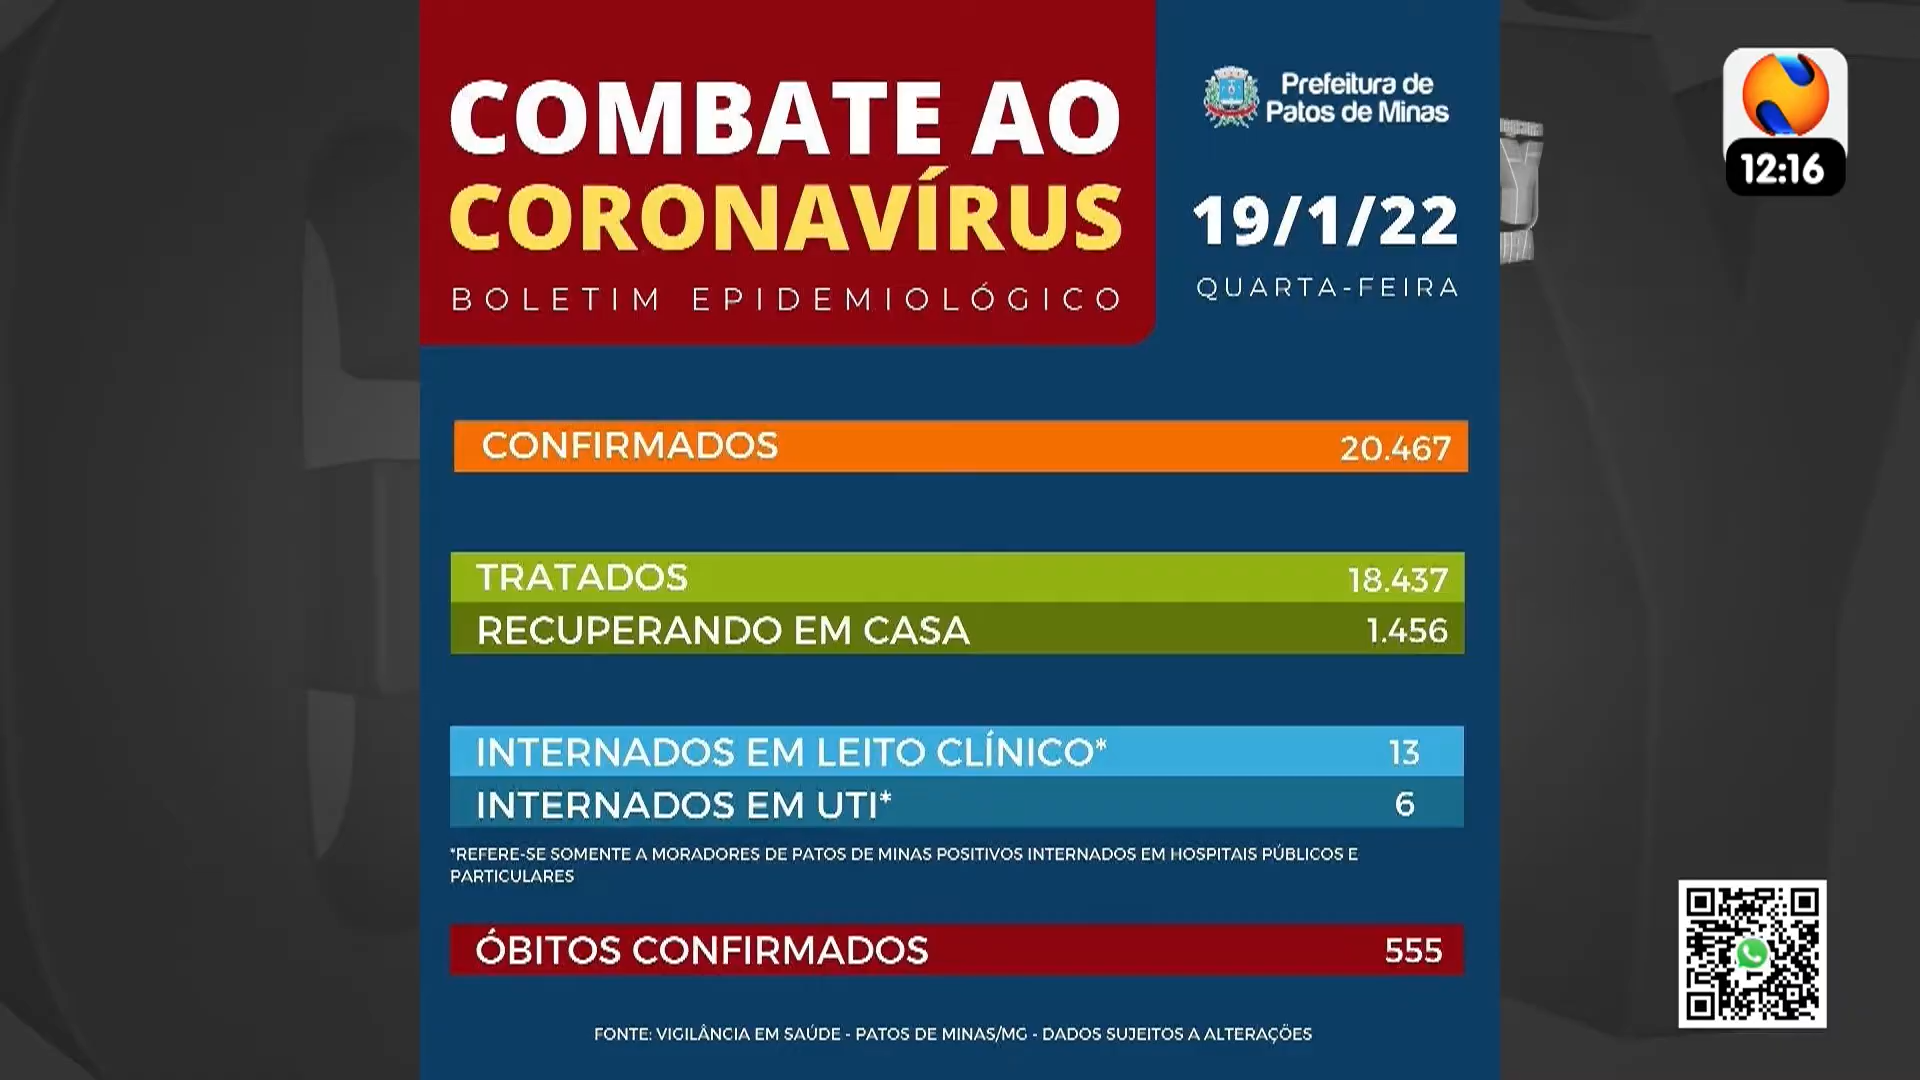 COMBATE AO
CORONAVÍRUS
BOLETIM EPIDEMIOLÓGICO
Prefeitura de
Patos de Minas
19/1/22
QUARTA-FEIRA
12:16
CONFIRMADOS 20.467
TRATADOS 18.437
RECUPERANDO EM CASA 1.456
INTERNADOS EM LEITO CLÍNICO* 13
INTERNADOS EM UTI* 6
*REFERE-SE SOMENTE A MORADORES DE PATOS DE MINAS POSITIVOS INTERNADOS EM HOSPITAIS PÚBLICOS E
PARTICULARES
ÓBITOS CONFIRMADOS 555
FONTE: VIGILÂNCIA EM SAÚDE - PATOS DE MINAS/MG - DADOS SUJEITOS A ALTERAÇÕES